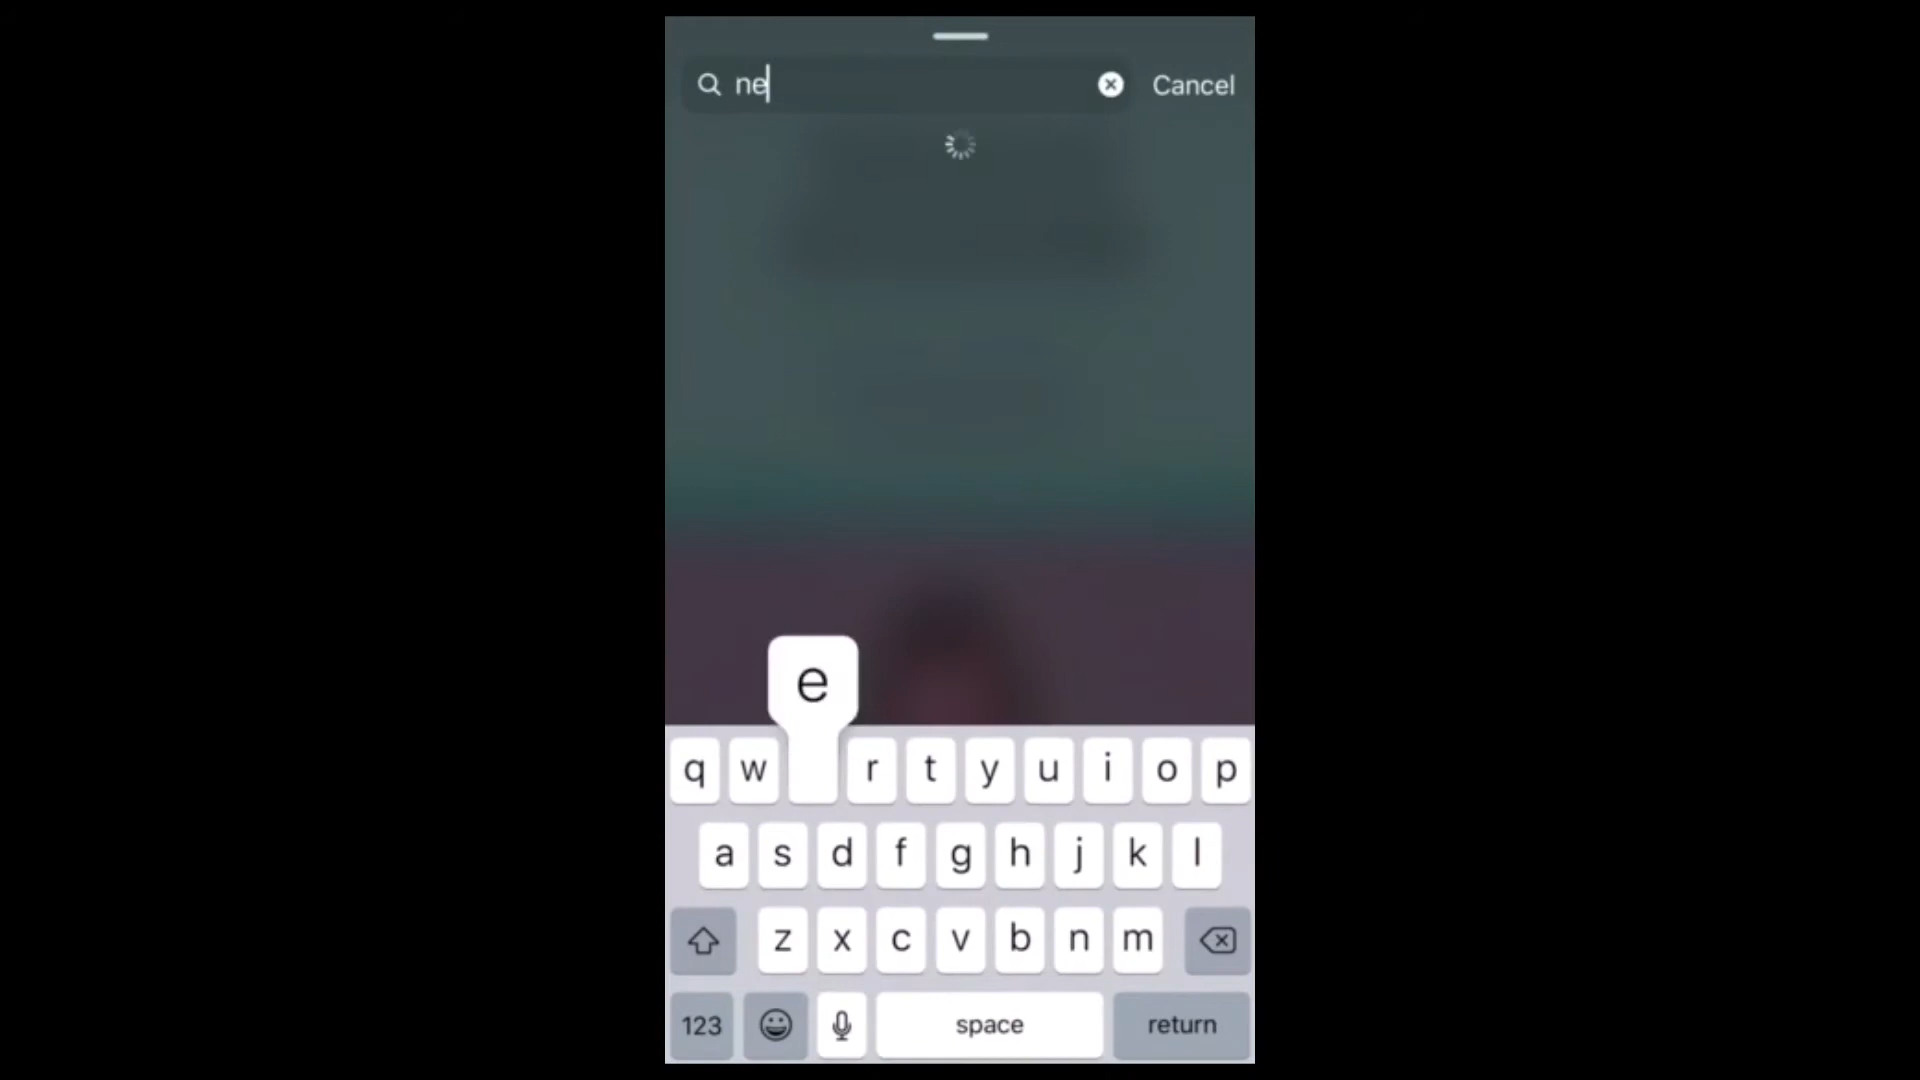 ne
Cancel
e
q w r t y u i o p
a s d f g h j k l
z x c v b n m
123 space return